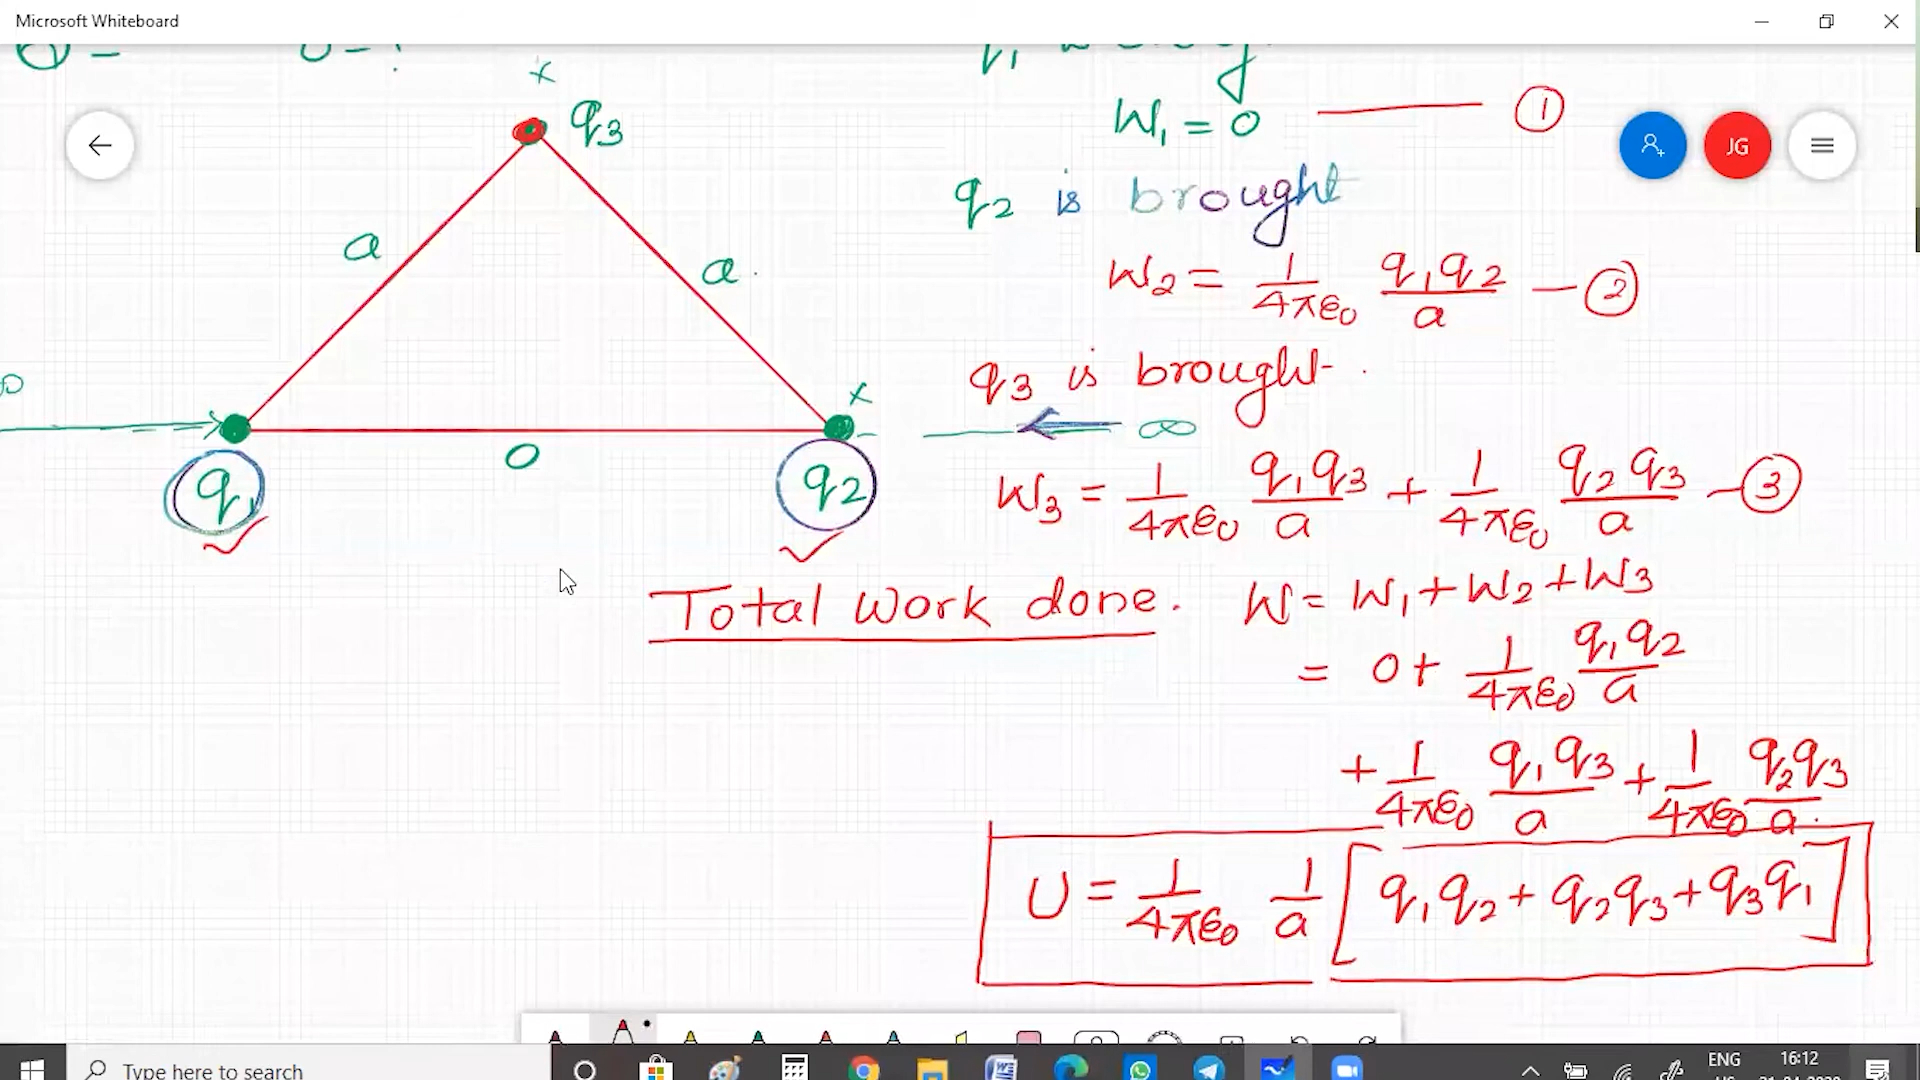 Microsoft Whiteboard
U = ?
x
q3
W1 = 0 ——— ①
JG
q2 is brought
a
a
W2 = 1/4πε0 q1q2/a — ②
q3 is brought
x
∞
∞
o
q1
q2
W3 = 1/4πε0 q1q3/a + 1/4πε0 q2q3/a — ③
Total work done. W = W1 + W2 + W3
= 0 + 1/4πε0 q1q2/a
+ 1/4πε0 q1q3/a + 1/4πε0 q2q3/a.
U = 1/4πε0 1/a [q1q2 + q2q3 + q3q1]
Type here to search
ENG
16:12